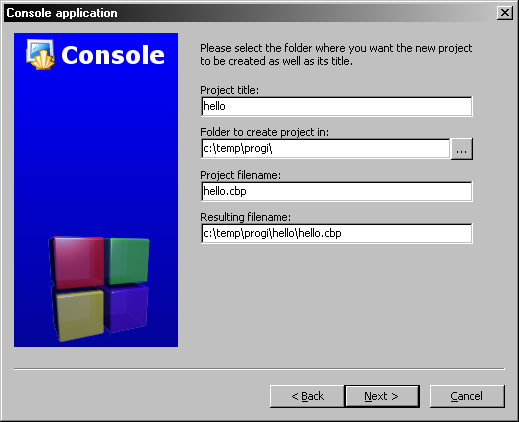 Console application
Console
Please select the folder where you want the new project
to be created as well as its title.
Project title:
hello
Folder to create project in:
c:\temp\progi\
...
Project filename:
hello.cbp
Resulting filename:
c:\temp\progi\hello\hello.cbp
< Back
Next >
Cancel